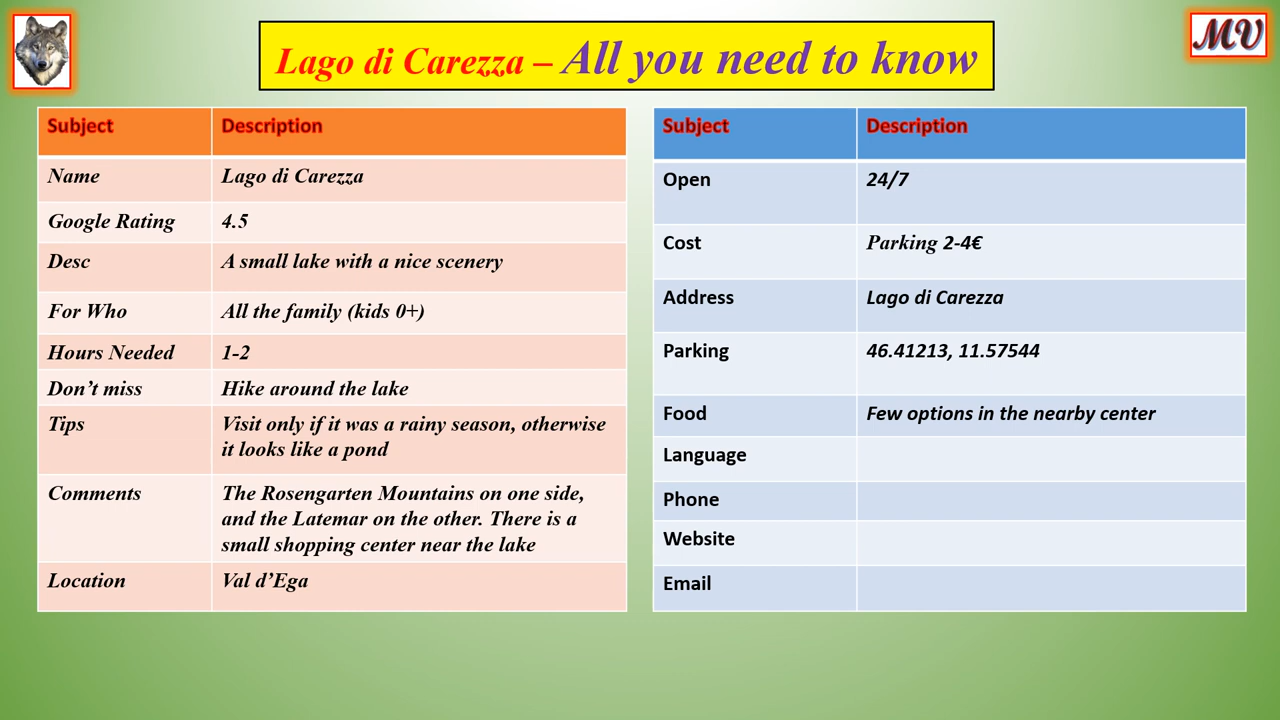 Lago di Carezza – All you need to know
MV
Subject Description
Name Lago di Carezza
Google Rating 4.5
Desc A small lake with a nice scenery
For Who All the family (kids 0+)
Hours Needed 1-2
Don’t miss Hike around the lake
Tips Visit only if it was a rainy season, otherwise
it looks like a pond
Comments The Rosengarten Mountains on one side,
and the Latemar on the other. There is a
small shopping center near the lake
Location Val d’Ega
Subject Description
Open 24/7
Cost Parking 2-4€
Address Lago di Carezza
Parking 46.41213, 11.57544
Food Few options in the nearby center
Language
Phone
Website
Email